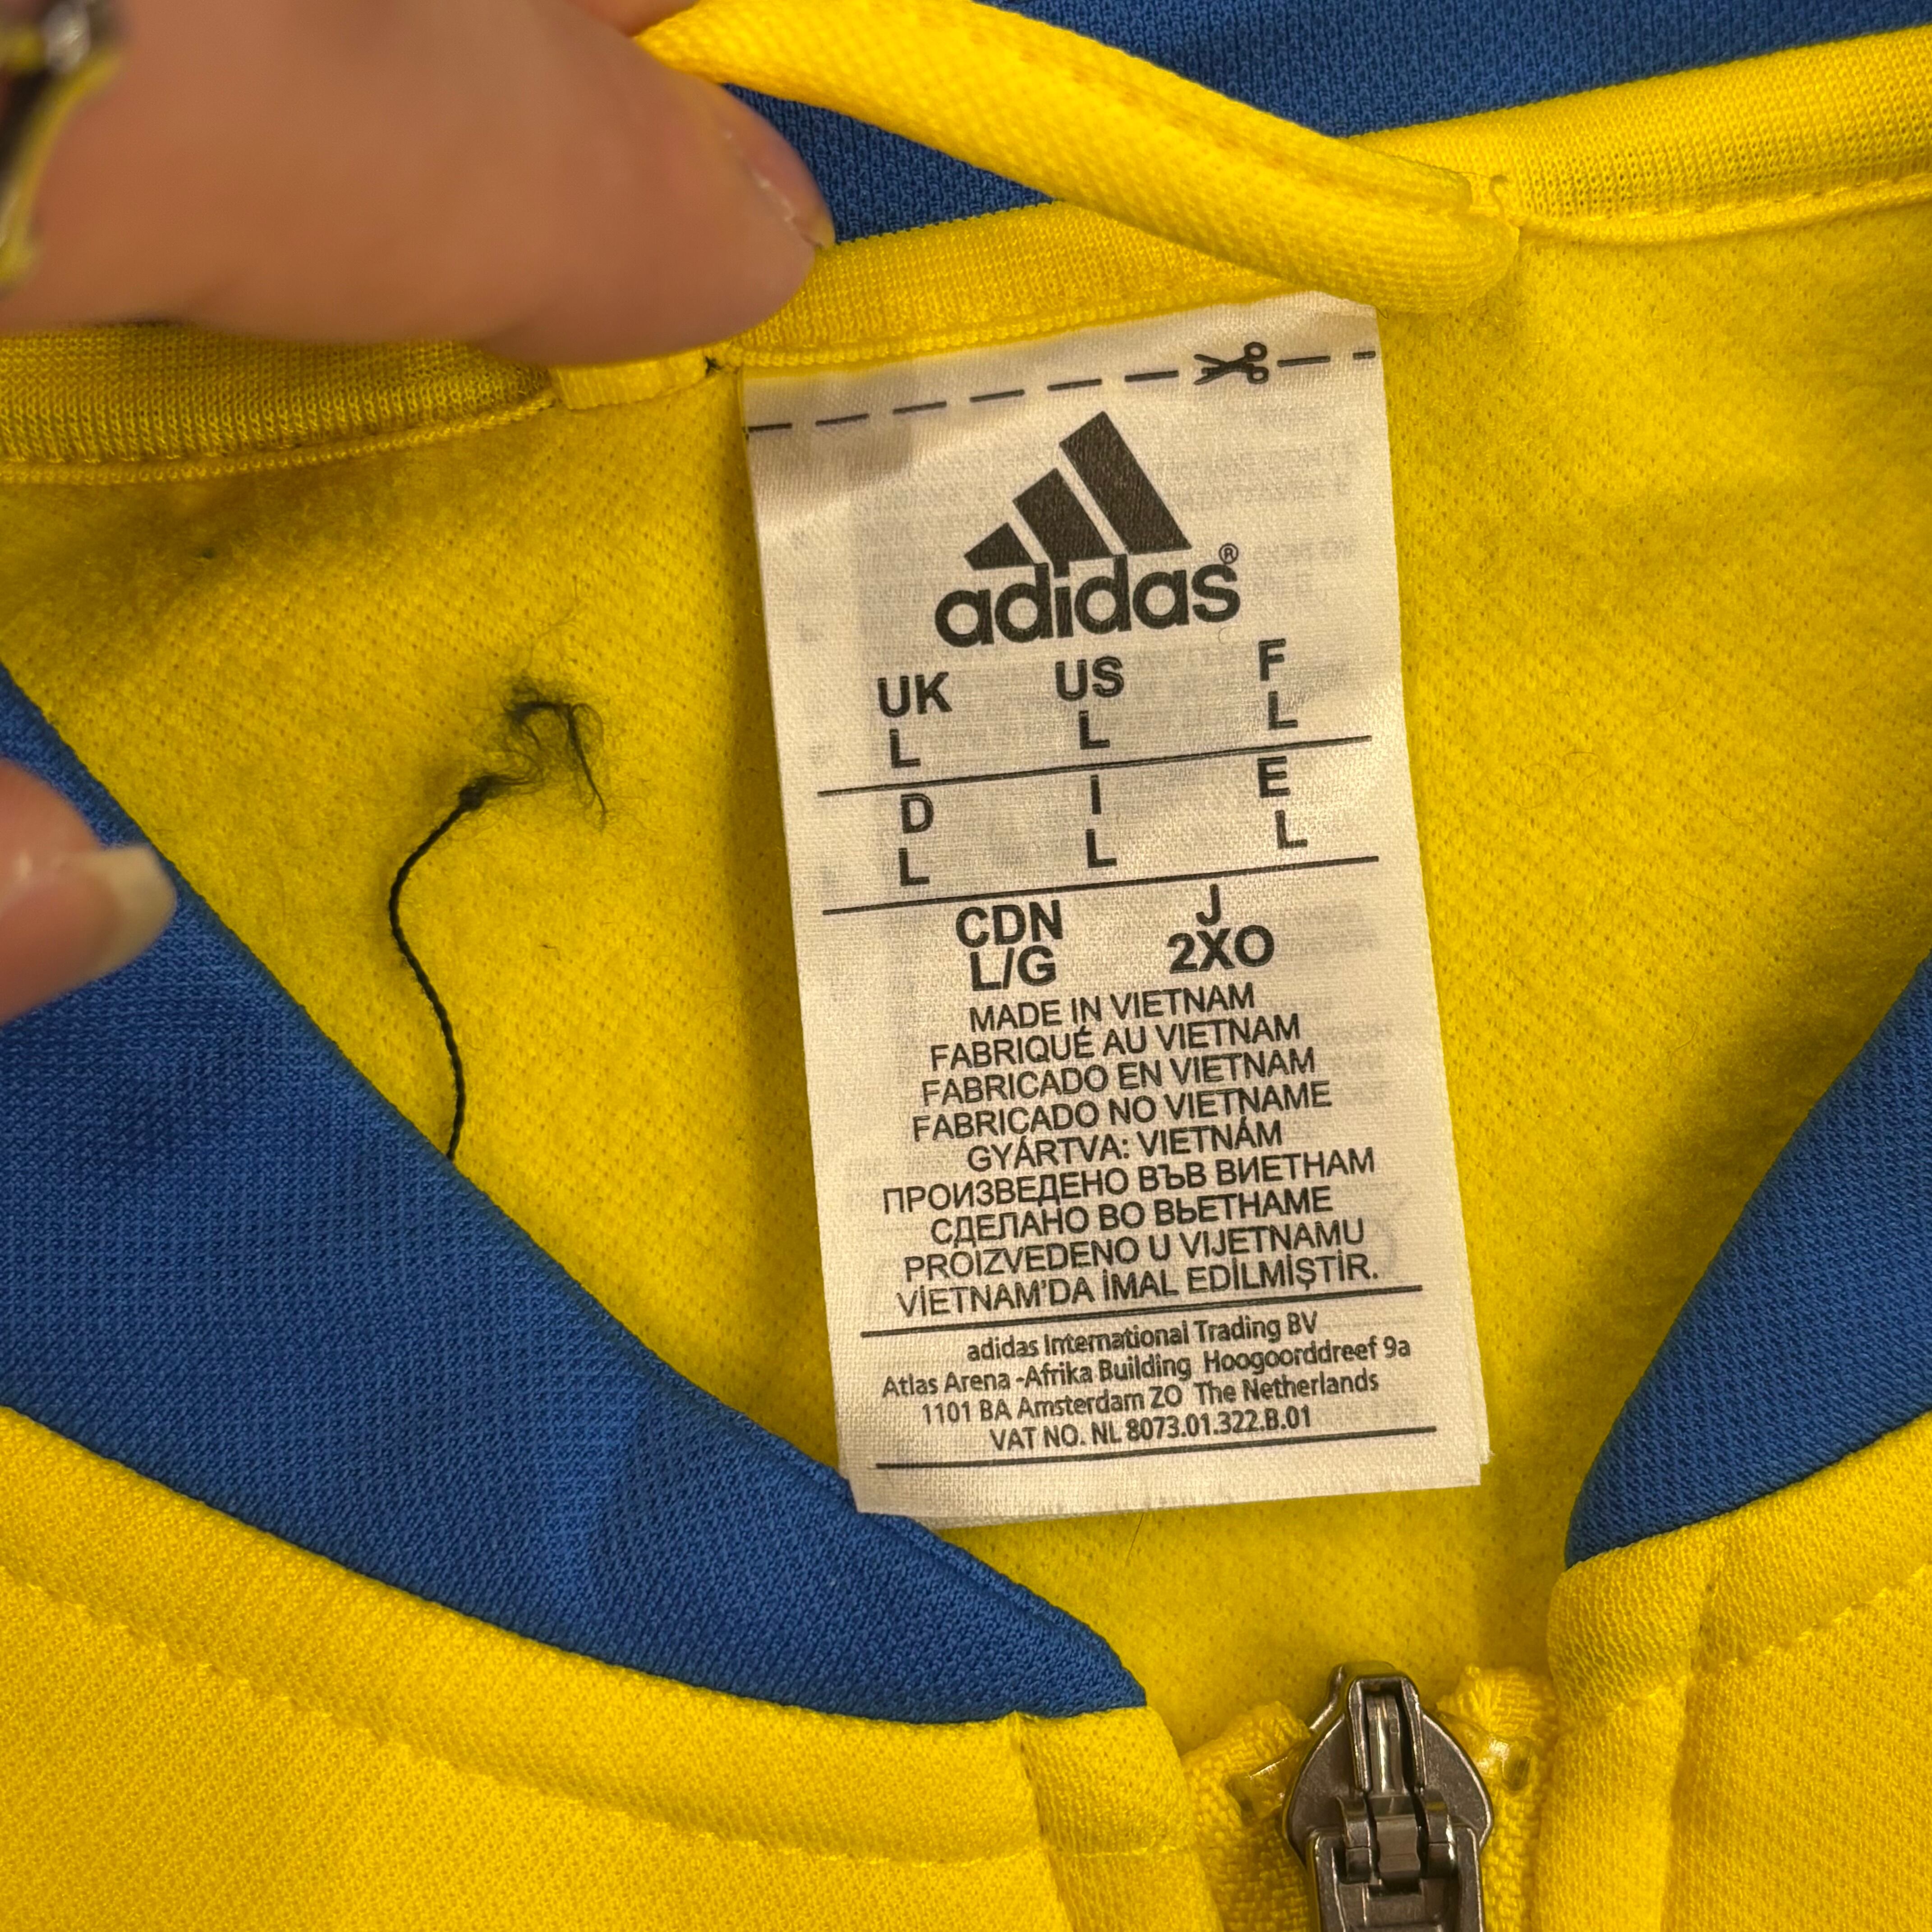 adidas®
UK US F
L L L
D I E
L L L
CDN J
L/G 2XO
MADE IN VIETNAM
FABRIQUÉ AU VIETNAM
FABRICADO EN VIETNAM
FABRICADO NO VIETNAME
GYÁRTVA: VIETNÁM
ПРОИЗВЕДЕНО ВЪВ ВИЕТНАМ
СДЕЛАНО ВО ВЬЕТНАМЕ
PROIZVEDENO U VIJETNAMU
VİETNAM'DA İMAL EDİLMİŞTİR.
adidas International Trading BV
Atlas Arena -Afrika Building Hoogoorddreef 9a
1101 BA Amsterdam ZO The Netherlands
VAT NO. NL 8073.01.322.B.01